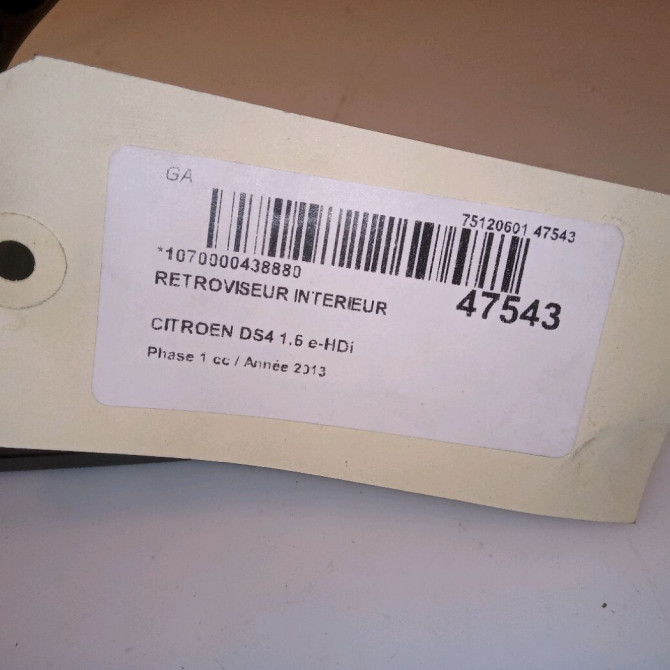 GA
75120601 47543
*1070000438880
RETROVISEUR INTERIEUR
47543
CITROEN DS4 1.6 e-HDi
Phase 1 cc / Année 2013